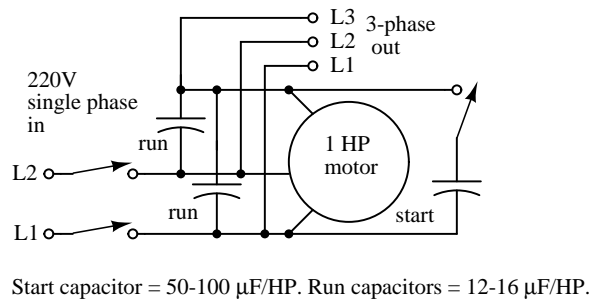 L3 3-phase
L2 out
L1
220V
single phase
in
run
1 HP
motor
L2
run
start
L1
Start capacitor = 50-100 μF/HP. Run capacitors = 12-16 μF/HP.